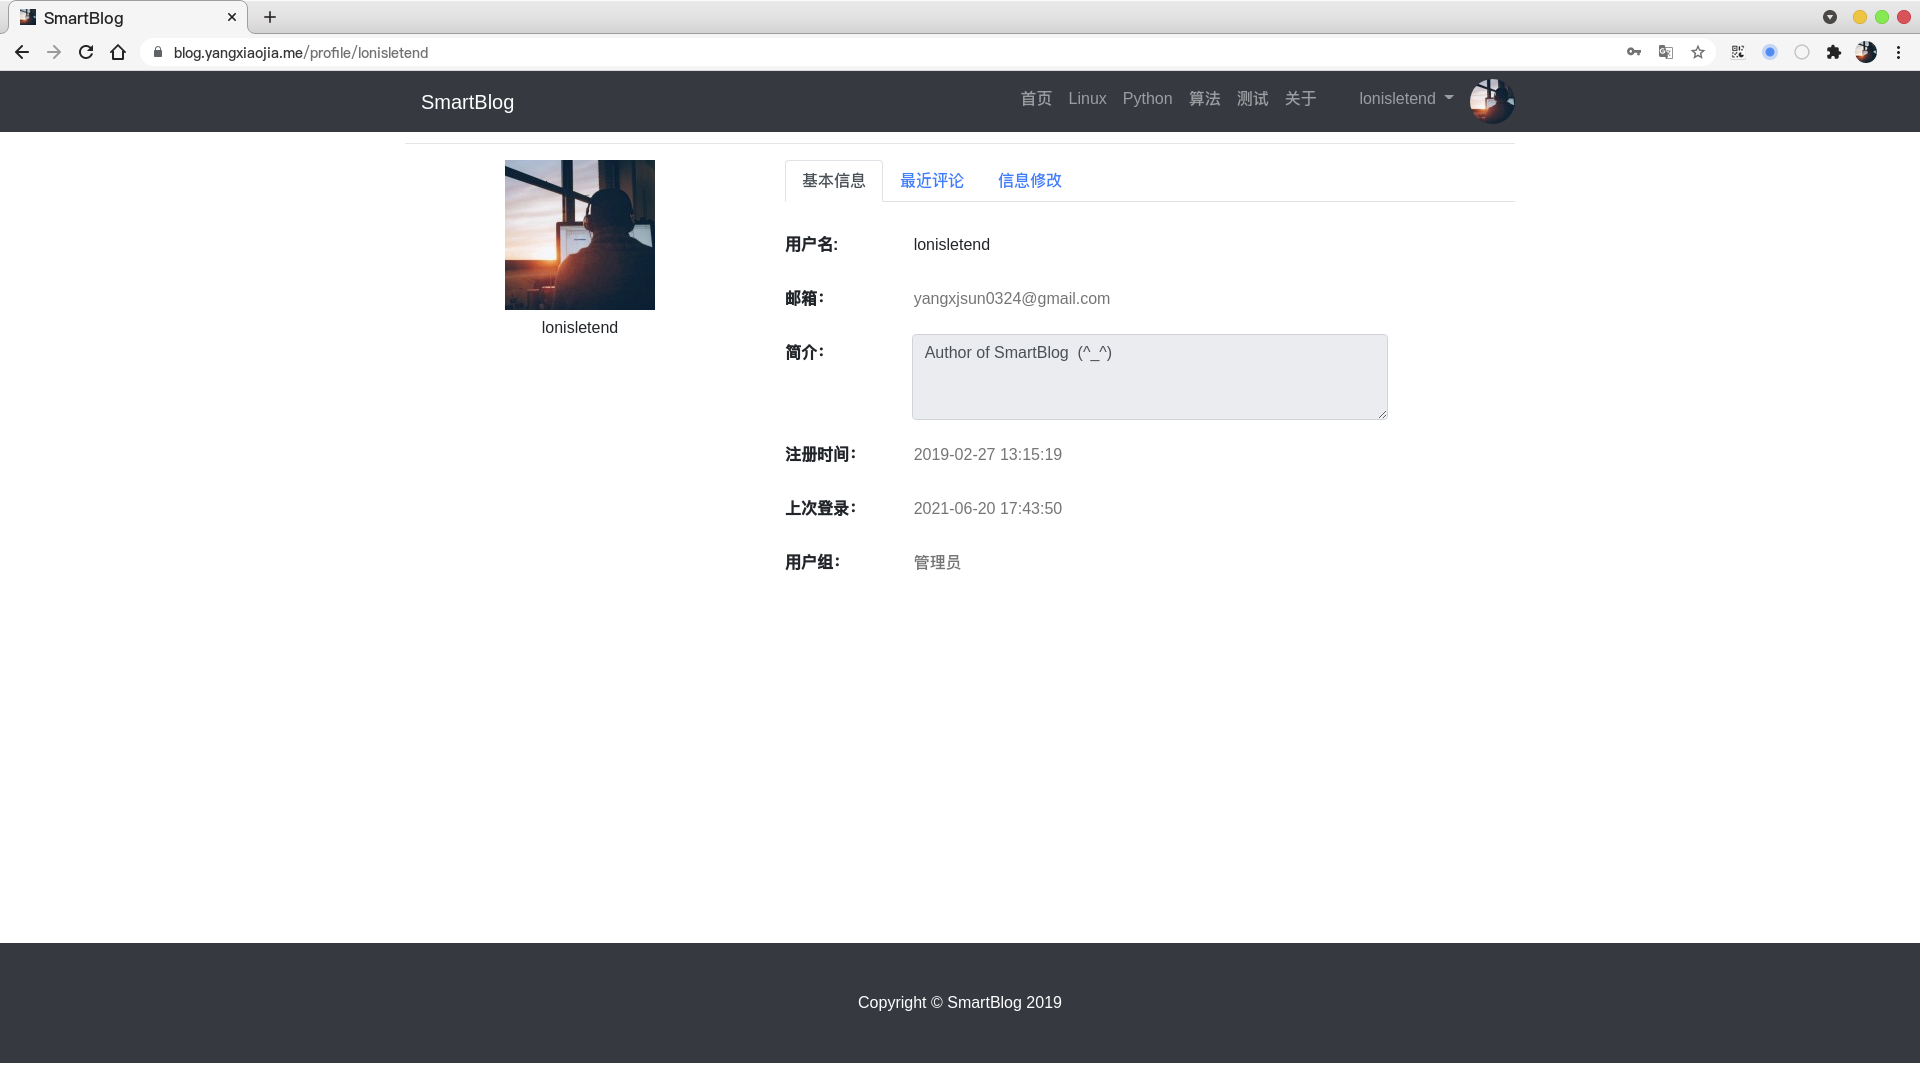 SmartBlog
blog.yangxiaojia.me/profile/lonisletend
SmartBlog 首页 Linux Python 算法 测试 关于 lonisletend
基本信息 最近评论 信息修改
lonisletend
用户名: lonisletend
邮箱： yangxjsun0324@gmail.com
简介： Author of SmartBlog (^_^)
注册时间： 2019-02-27 13:15:19
上次登录： 2021-06-20 17:43:50
用户组： 管理员
Copyright © SmartBlog 2019